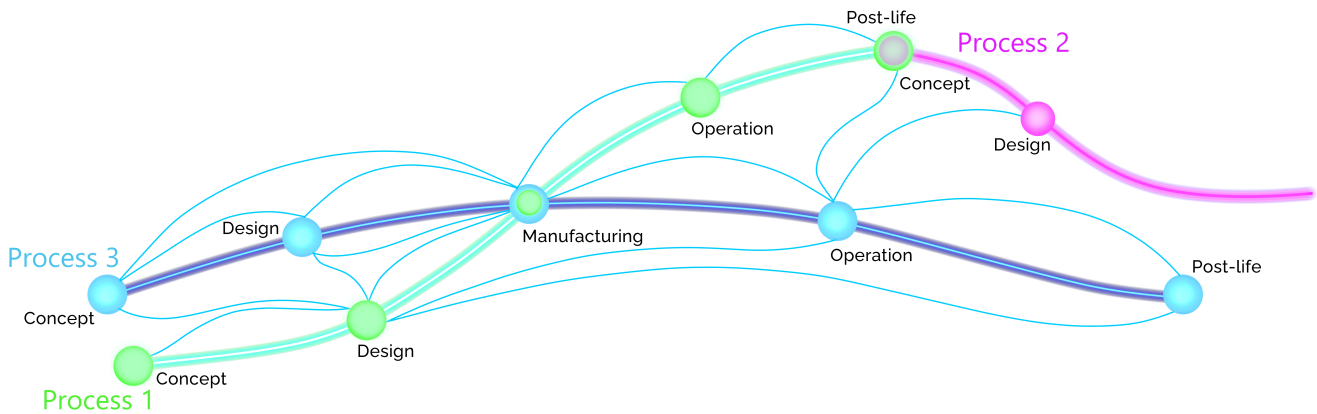 Post-life
Process 2
Concept
Operation
Design
Design
Manufacturing
Process 3
Operation
Post-life
Concept
Design
Concept
Process 1